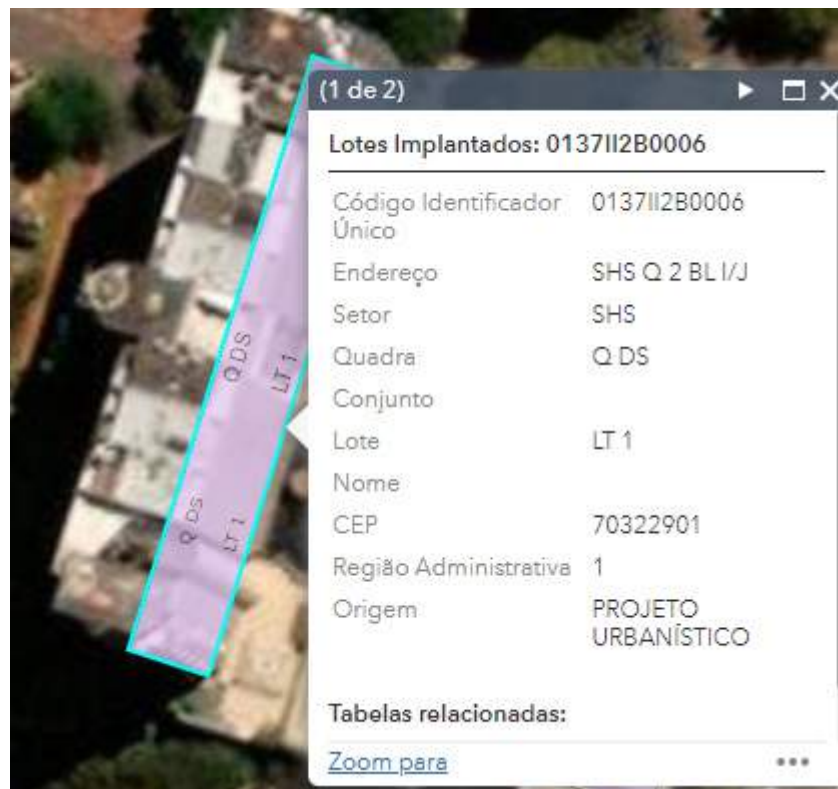 (1 de 2)
Lotes Implantados: 0137II2B0006
Código Identificador 0137II2B0006
Único
Endereço SHS Q 2 BL I/J
Setor SHS
Quadra Q DS
Conjunto
Lote LT 1
Nome
CEP 70322901
Região Administrativa 1
Origem PROJETO
URBANÍSTICO
Tabelas relacionadas:
Zoom para
Q DS
LT 1
Q DS
LT 1